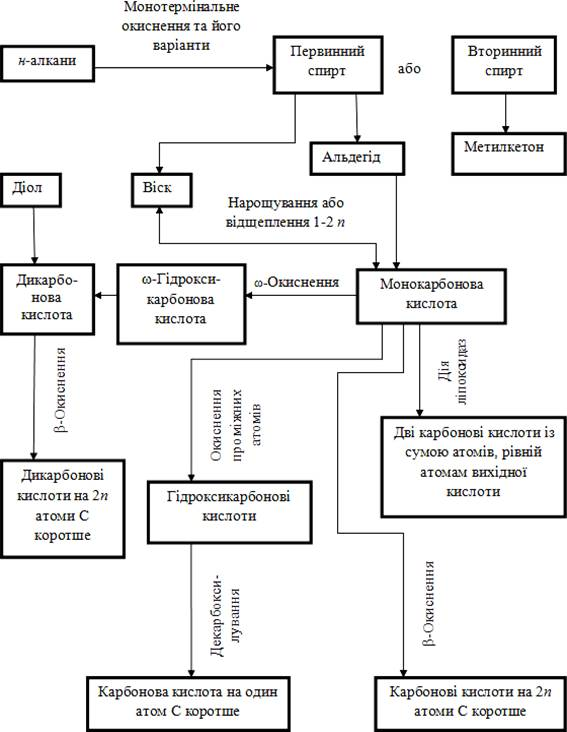 Монотермінальне
окиснення та його
варіанти
н-алкани
Первинний
спирт
або
Вторинний
спирт
Альдегід
Метилкетон
Діол
Віск
Нарощування або
відщеплення 1-2 n
Дикарбо-
нова
кислота
ω-Гідрокси-
карбонова
кислота
ω-Окиснення
Монокарбонова
кислота
β-Окиснення
Окиснення
проміжних
атомів
Дія
ліпоксидаз
Дві карбонові кислоти із
сумою атомів, рівній
атомам вихідної
кислоти
Дикарбонові
кислоти на 2n
атоми С
коротше
Гідроксикарбонові
кислоти
Декарбокси-
лування
β-Окиснення
Карбонова кислота на один
атом С коротше
Карбонові кислоти на 2n
атоми С коротше